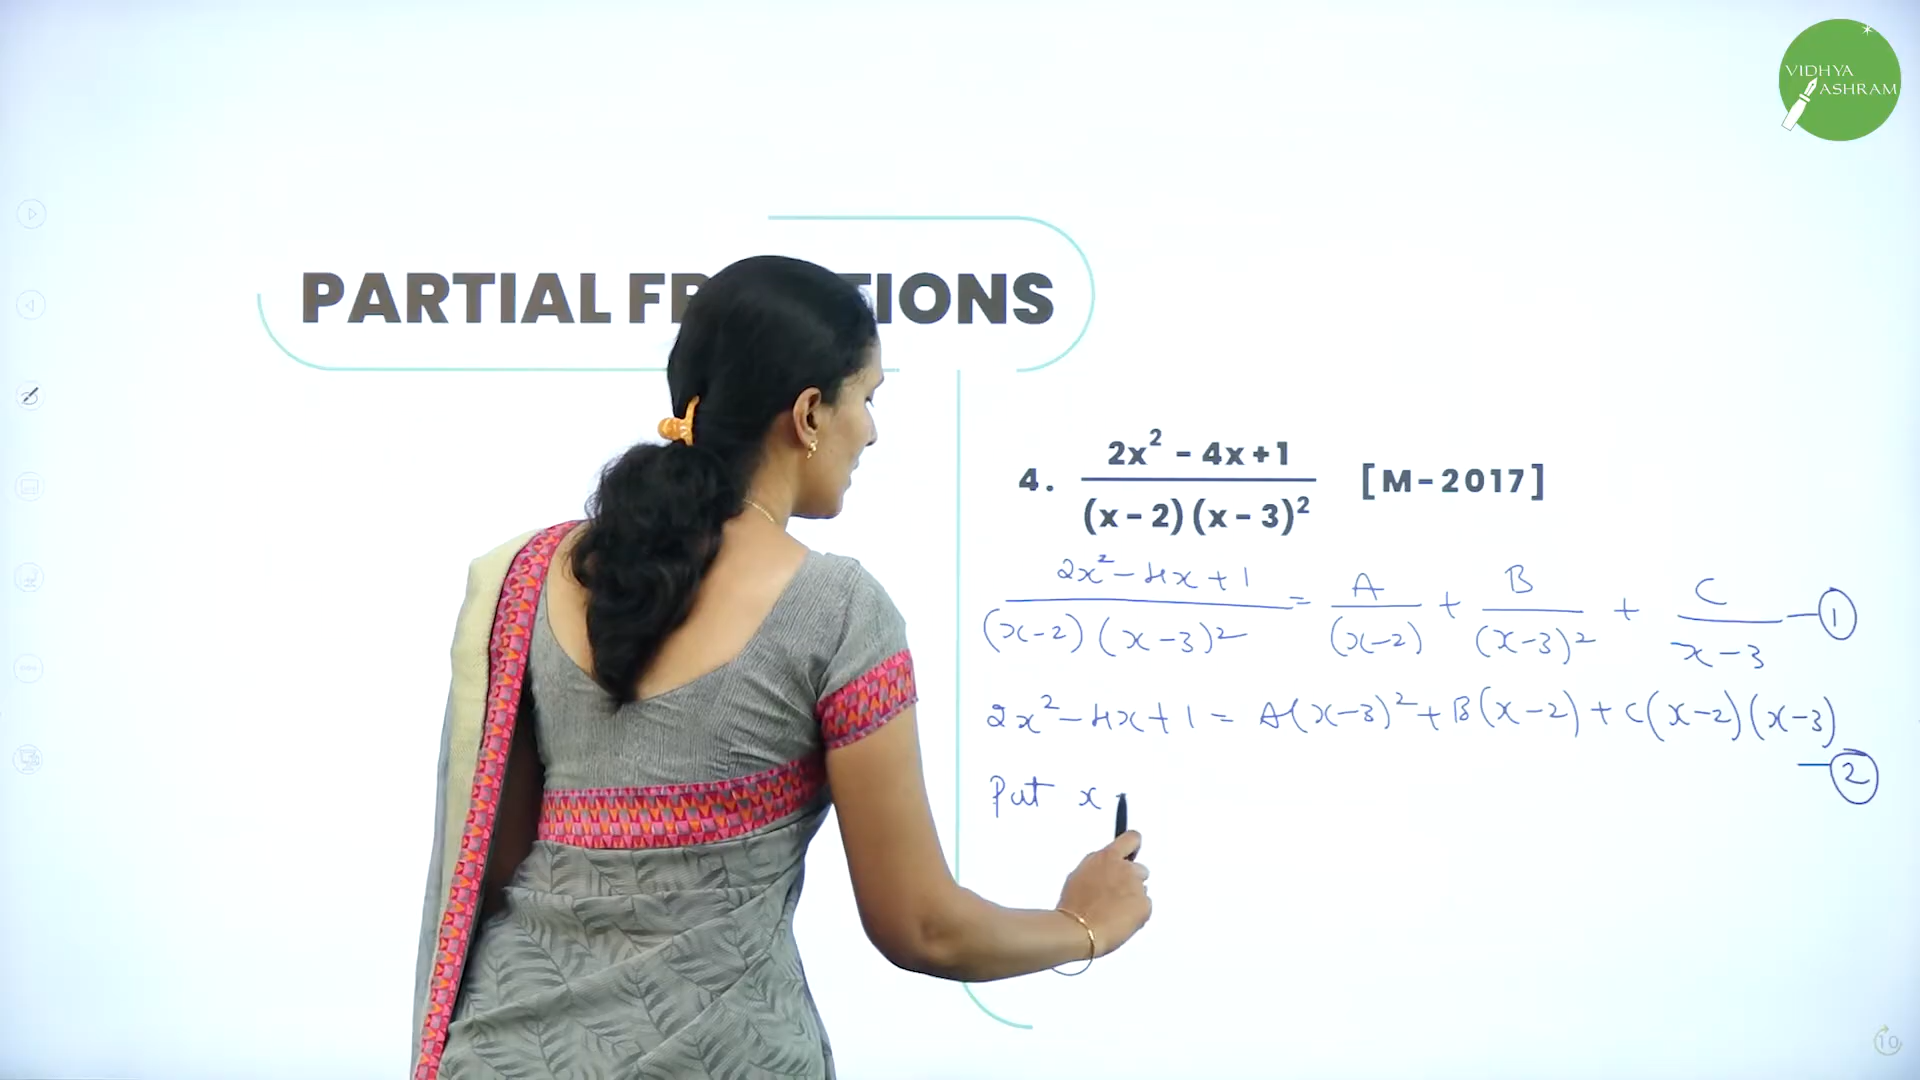 VIDHYA
ASHRAM
PARTIAL FR TIONS
4. 2x² - 4x + 1 [M-2017]
(x - 2) (x - 3)²
2x² - 4x + 1 = A + B + C — 1
(x-2) (x-3)² (x-2) (x-3)² x-3
2x² - 4x + 1 = A(x-3)² + B(x-2) + C(x-2)(x-3)
— 2
Put x
10